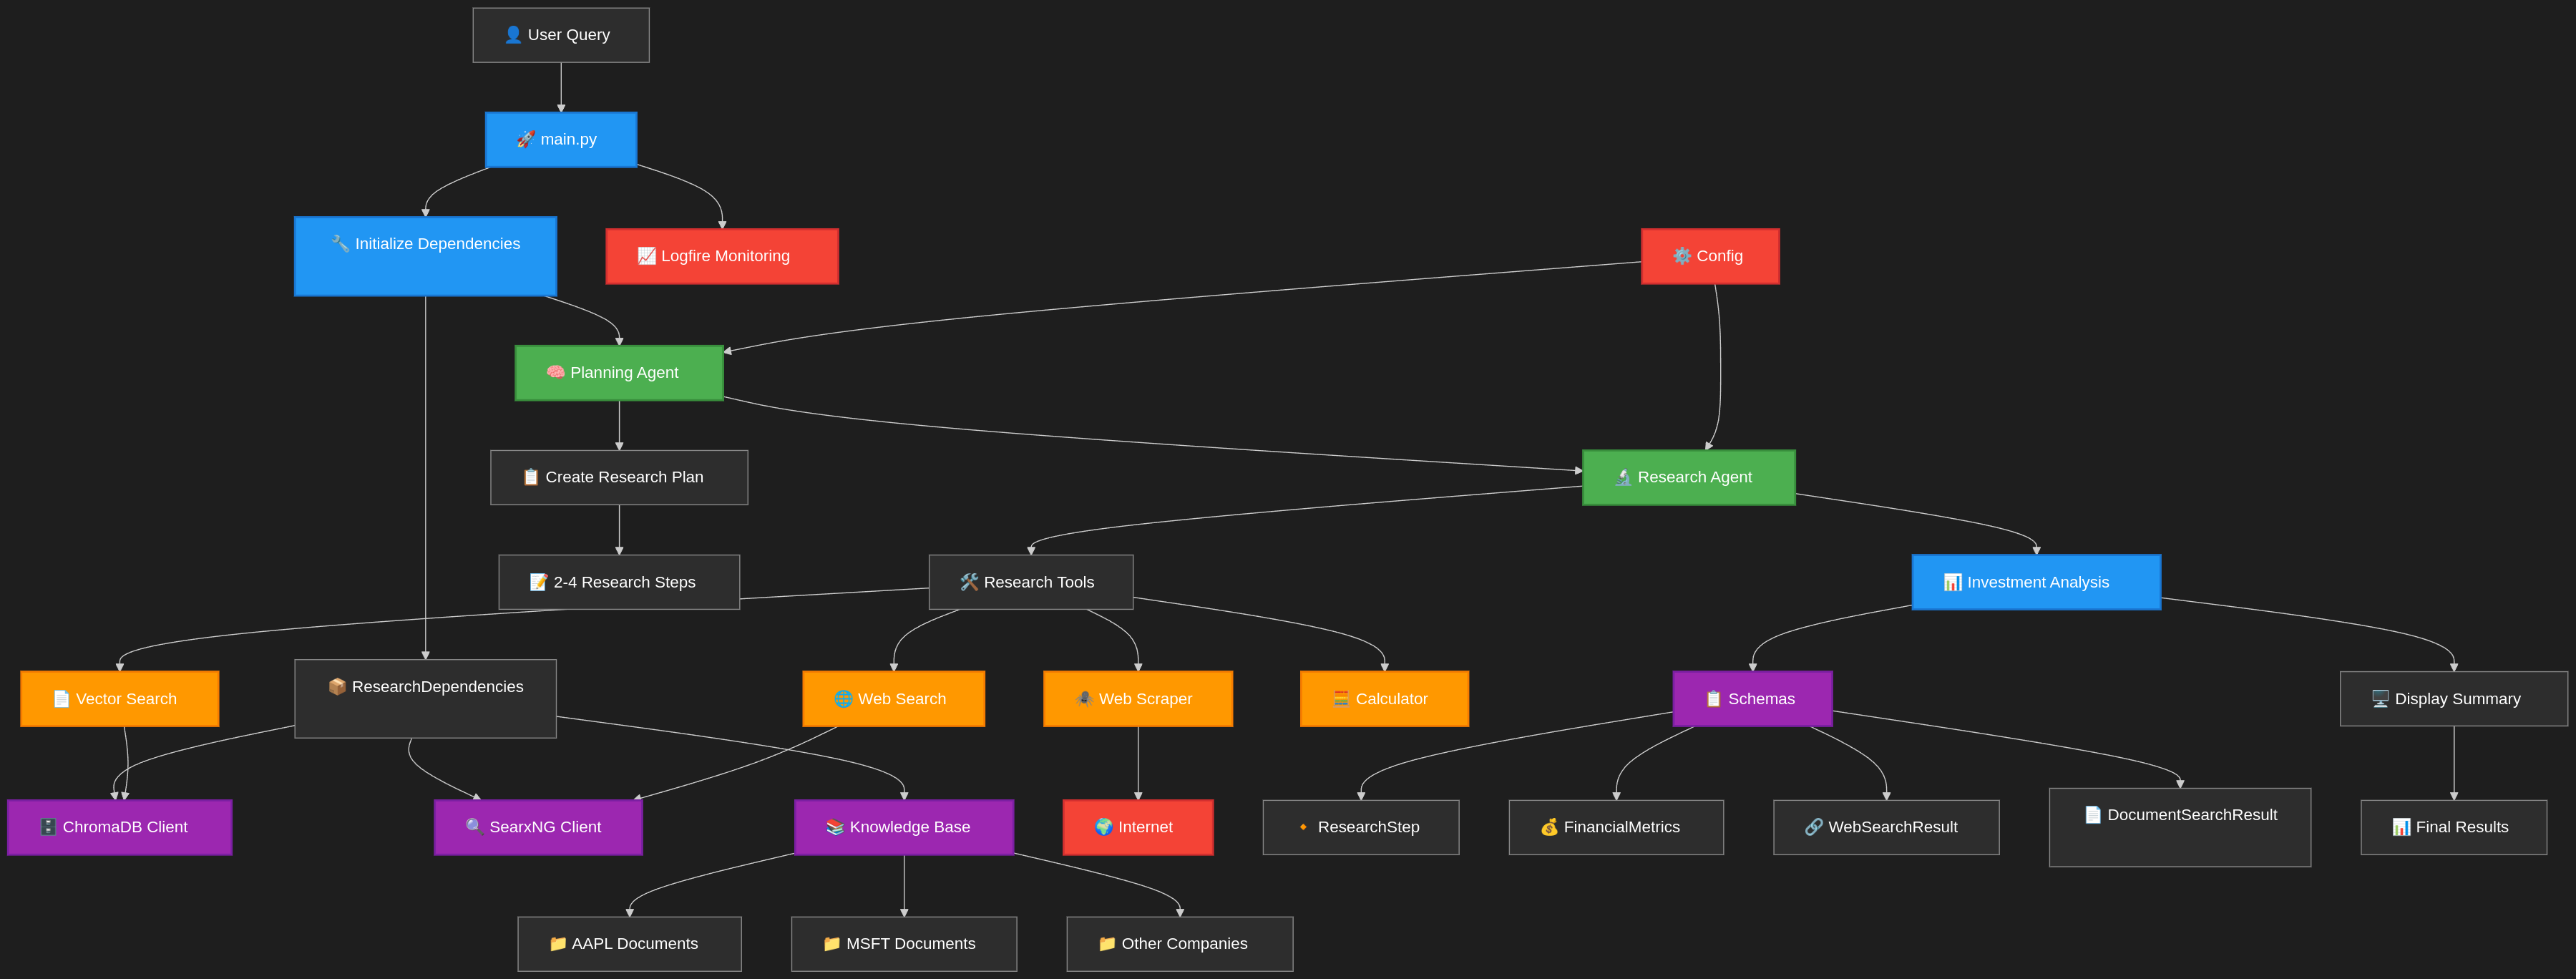 User Query
main.py
Initialize Dependencies
Logfire Monitoring
Config
Planning Agent
Create Research Plan
Research Agent
2-4 Research Steps
Research Tools
Investment Analysis
Vector Search
ResearchDependencies
Web Search
Web Scraper
Calculator
Schemas
Display Summary
ChromaDB Client
SearxNG Client
Knowledge Base
Internet
ResearchStep
FinancialMetrics
WebSearchResult
DocumentSearchResult
Final Results
AAPL Documents
MSFT Documents
Other Companies